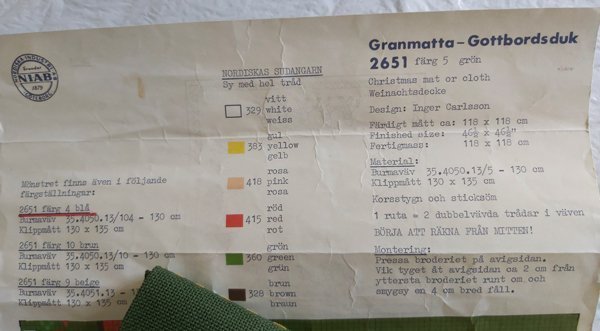 Granmatta – Gottbordsduk
2651 färg 5 grön
Christmas mat or cloth
Weinachtsdecke
Design: Inger Carlsson
Färdigt mått ca: 118 x 118 cm
Finished size: 46½ x 46½"
Fertigmass: 118 x 118 cm
Material:
Burmaväv 35.4050.13/5 - 130 cm
Klippmått 130 x 135 cm
Korsstygn och sticksöm
1 ruta = 2 dubbelvävda trådar i väven
BÖRJA ATT RÄKNA FRÅN MITTEN!
Montering:
Pressa broderiet på avigsidan.
Vik tyget åt avigsidan ca 2 cm från
yttersta broderiet runt om och
smygsy en 4 cm bred fåll.
NIAB
Grundat
1879
NORDISKAS SUDANGARN
Sy med hel tråd
vitt
329 white
weiss
gul
383 yellow
gelb
rosa
418 pink
rosa
röd
415 red
rot
grön
360 green
grün
brun
328 brown
braun
Mönstret finns även i följande
färgställningar:
2651 färg 4 blå
Burmaväv 35.4050.13/104 - 130 cm
Klippmått 130 x 135 cm
2651 färg 10 brun
Burmaväv 35.4050.13/10 - 130 cm
Klippmått 130 x 135 cm
2651 färg 9 beige
Burmaväv 35.4051.13 - 13
Klippmått 130 x 135